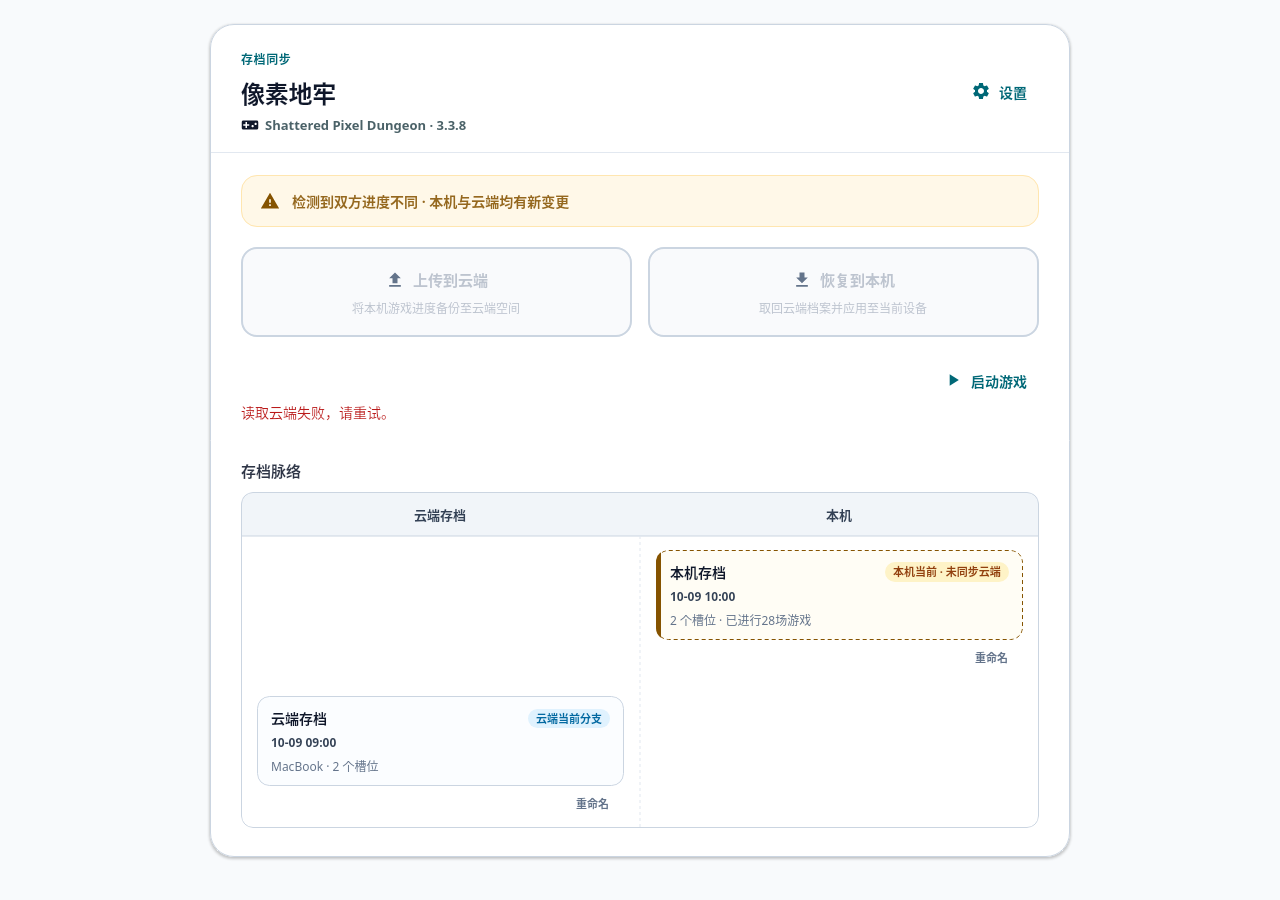 存档同步
像素地牢
设置
Shattered Pixel Dungeon · 3.3.8
检测到双方进度不同 · 本机与云端均有新变更
上传到云端
将本机游戏进度备份至云端空间
恢复到本机
取回云端档案并应用至当前设备
启动游戏
读取云端失败，请重试。
存档脉络
云端存档
本机
本机存档
本机当前 · 未同步云端
10-09 10:00
2 个槽位 · 已进行28场游戏
重命名
云端存档
云端当前分支
10-09 09:00
MacBook · 2 个槽位
重命名